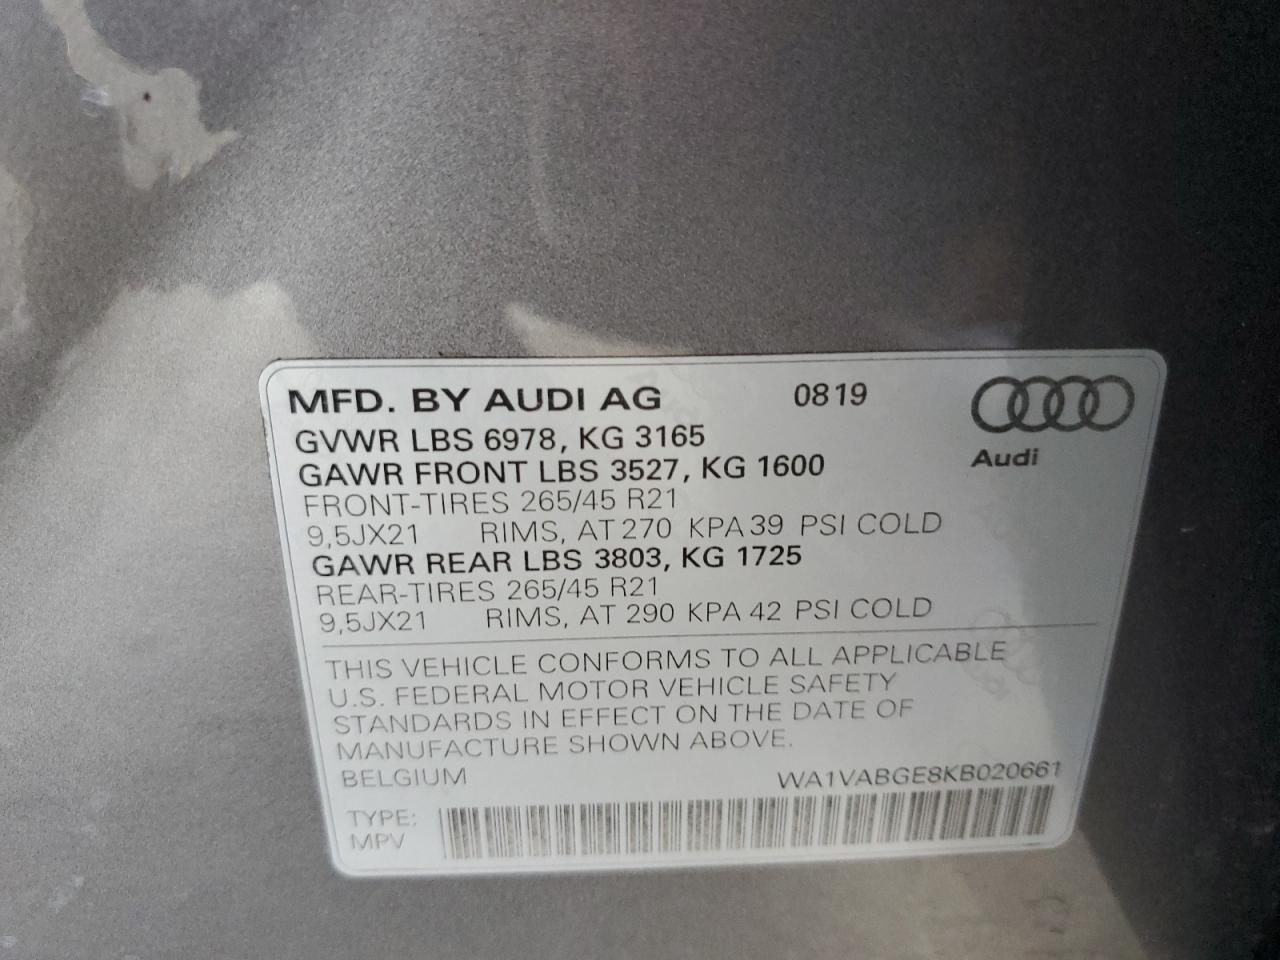 MFD. BY AUDI AG 0819
GVWR LBS 6978, KG 3165
GAWR FRONT LBS 3527, KG 1600
Audi
FRONT-TIRES 265/45 R21
9,5JX21 RIMS, AT 270 KPA 39 PSI COLD
GAWR REAR LBS 3803, KG 1725
REAR-TIRES 265/45 R21
9,5JX21 RIMS, AT 290 KPA 42 PSI COLD
THIS VEHICLE CONFORMS TO ALL APPLICABLE
U.S. FEDERAL MOTOR VEHICLE SAFETY
STANDARDS IN EFFECT ON THE DATE OF
MANUFACTURE SHOWN ABOVE.
BELGIUM WA1VABGE8KB020661
TYPE:
MPV